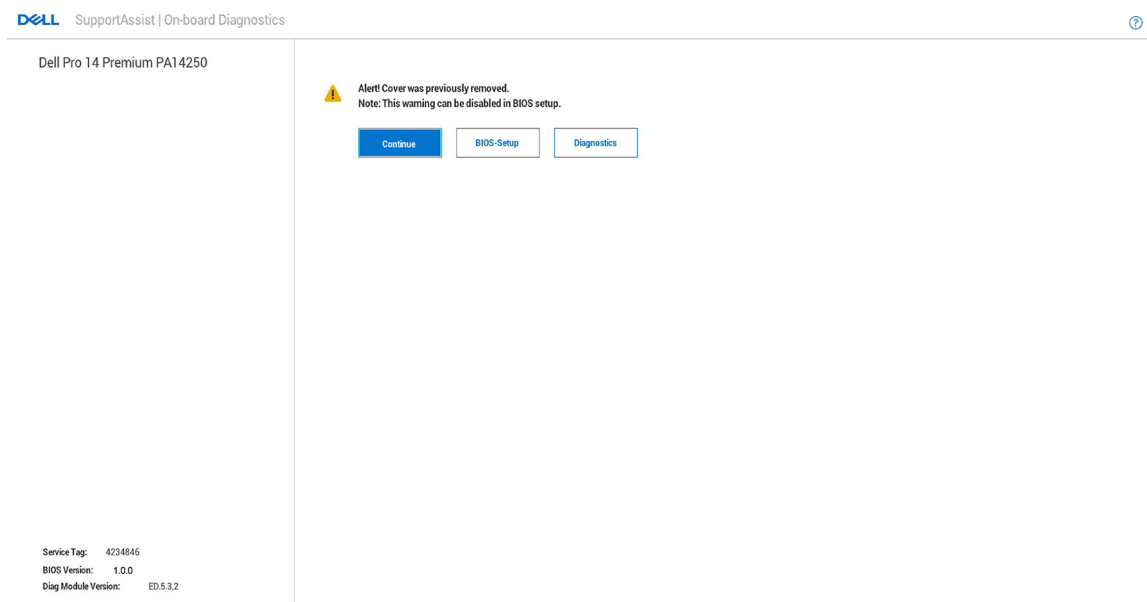 DELL SupportAssist | On-board Diagnostics
?
Dell Pro 14 Premium PA14250
Alert! Cover was previously removed.
Note: This warning can be disabled in BIOS setup.
Continue BIOS-Setup Diagnostics
Service Tag: 4234846
BIOS Version: 1.0.0
Diag Module Version: ED.5.3.2